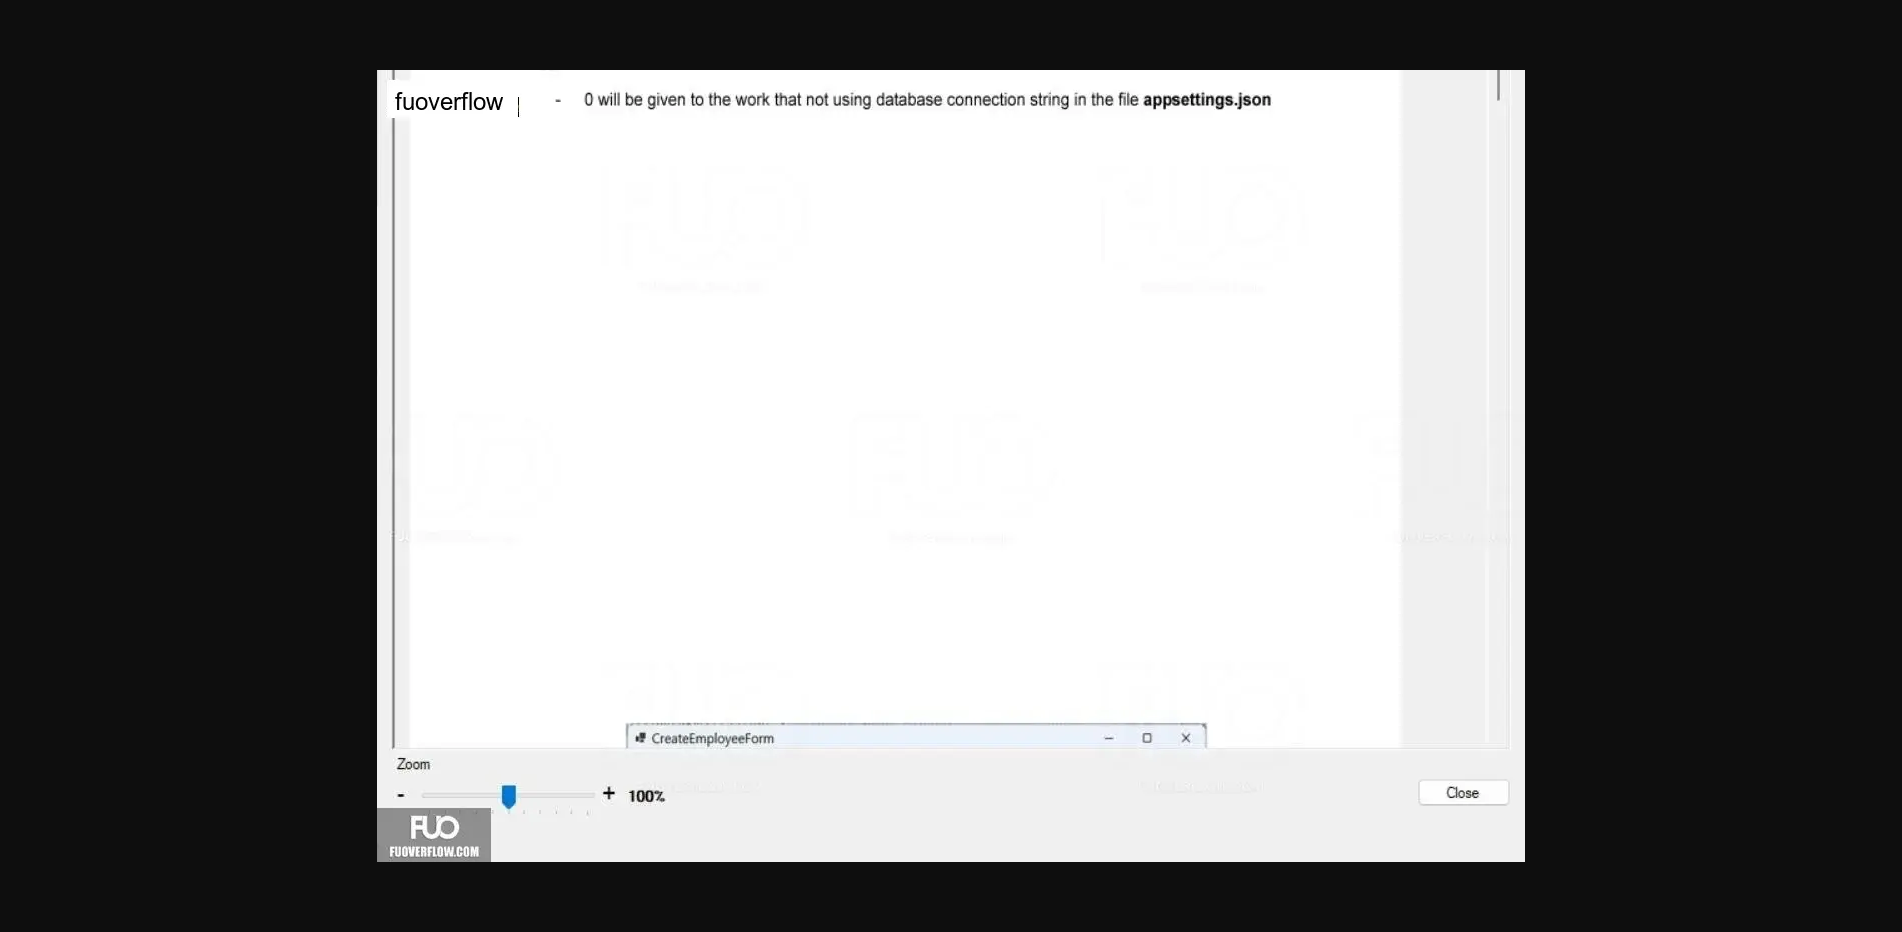 fuoverflow
- 0 will be given to the work that not using database connection string in the file appsettings.json
CreateEmployeeForm
Zoom
- + 100%
Close
FUO
FUOVERFLOW.COM